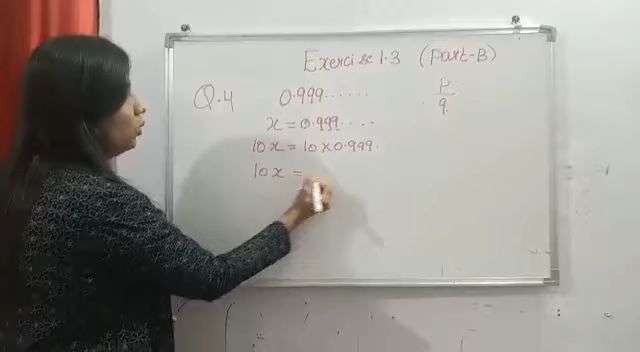 Exercise 1.3 (Part-B)
Q.4 0.999...... p/q
x = 0.999....
10x = 10 × 0.999.
10x =